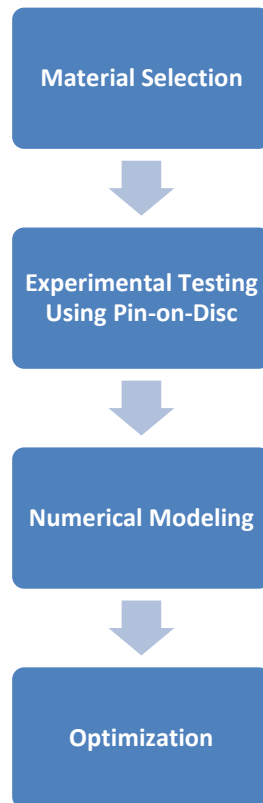 Material Selection
Experimental Testing
Using Pin-on-Disc
Numerical Modeling
Optimization